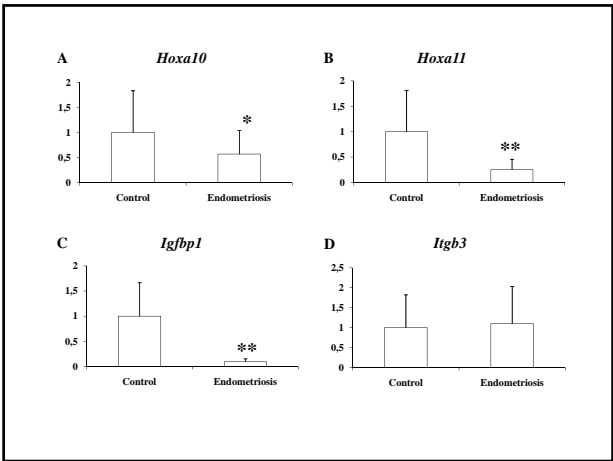 A
Hoxa10
2
1,5
1
0,5
0
*
Control
Endometriosis
B
Hoxa11
2
1,5
1
0,5
0
**
Control
Endometriosis
C
Igfbp1
2
1,5
1
0,5
0
**
Control
Endometriosis
D
Itgb3
2,5
2
1,5
1
0,5
0
Control
Endometriosis